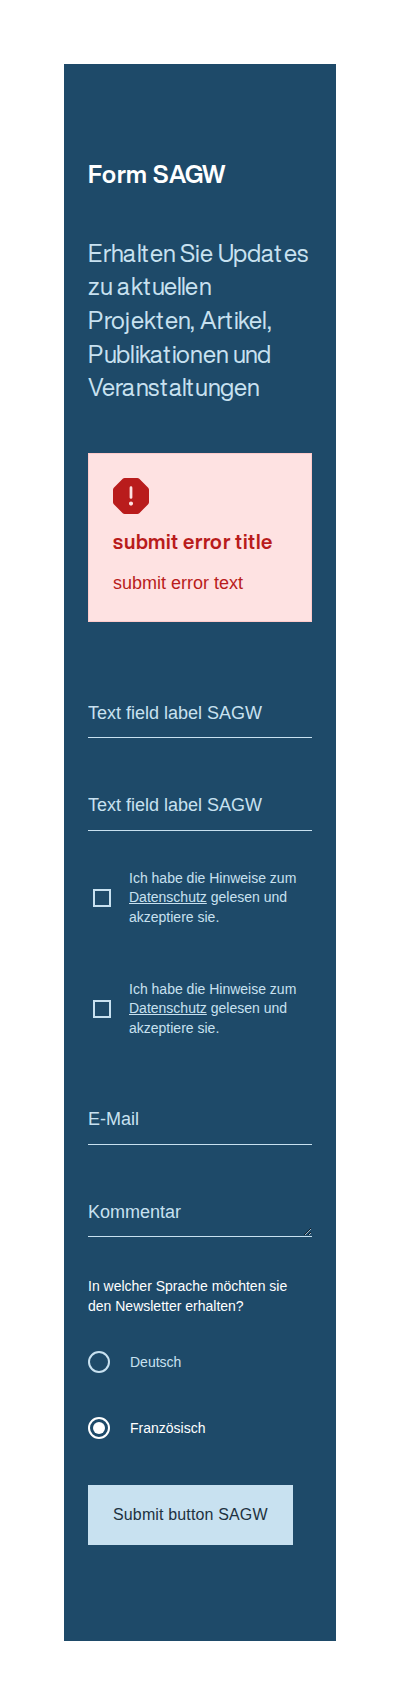 Form SAGW
Erhalten Sie Updates
zu aktuellen
Projekten, Artikel,
Publikationen und
Veranstaltungen
submit error title
submit error text
Text field label SAGW
Text field label SAGW
Ich habe die Hinweise zum
Datenschutz gelesen und
akzeptiere sie.
Ich habe die Hinweise zum
Datenschutz gelesen und
akzeptiere sie.
E-Mail
Kommentar
In welcher Sprache möchten sie
den Newsletter erhalten?
Deutsch
Französisch
Submit button SAGW